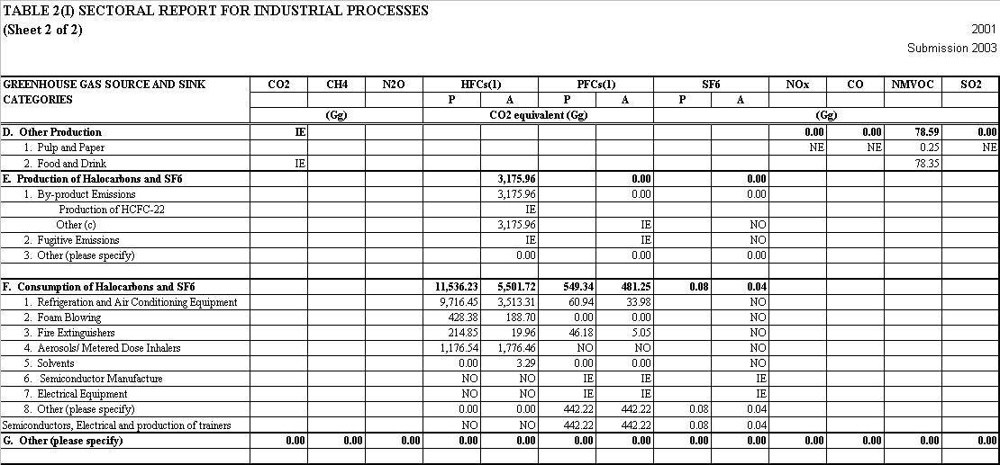 TABLE 2(I) SECTORAL REPORT FOR INDUSTRIAL PROCESSES
(Sheet 2 of 2) 2001
Submission 2003
GREENHOUSE GAS SOURCE AND SINK CO2 CH4 N2O HFCs(1) PFCs(1) SF6 NOx CO NMVOC SO2
CATEGORIES P A P A P A
(Gg) CO2 equivalent (Gg) (Gg)
D. Other Production IE 0.00 0.00 78.59 0.00
1. Pulp and Paper NE NE 0.25 NE
2. Food and Drink IE 78.35
E. Production of Halocarbons and SF6 3,175.96 0.00 0.00
1. By-product Emissions 3,175.96 0.00 0.00
Production of HCFC-22 IE
Other (c) 3,175.96 IE NO
2. Fugitive Emissions IE IE NO
3. Other (please specify) 0.00 0.00 0.00
F. Consumption of Halocarbons and SF6 11,536.23 5,501.72 549.34 481.25 0.08 0.04
1. Refrigeration and Air Conditioning Equipment 9,716.45 3,513.31 60.94 33.98 NO
2. Foam Blowing 428.38 188.70 0.00 0.00 NO
3. Fire Extinguishers 214.85 19.96 46.18 5.05 NO
4. Aerosols/ Metered Dose Inhalers 1,176.54 1,776.46 NO NO NO
5. Solvents 0.00 3.29 0.00 0.00 NO
6. Semiconductor Manufacture NO NO IE IE IE
7. Electrical Equipment NO NO IE IE IE
8. Other (please specify) 0.00 0.00 442.22 442.22 0.08 0.04
Semiconductors, Electrical and production of trainers NO NO 442.22 442.22 0.08 0.04
G. Other (please specify) 0.00 0.00 0.00 0.00 0.00 0.00 0.00 0.00 0.00 0.00 0.00 0.00 0.00